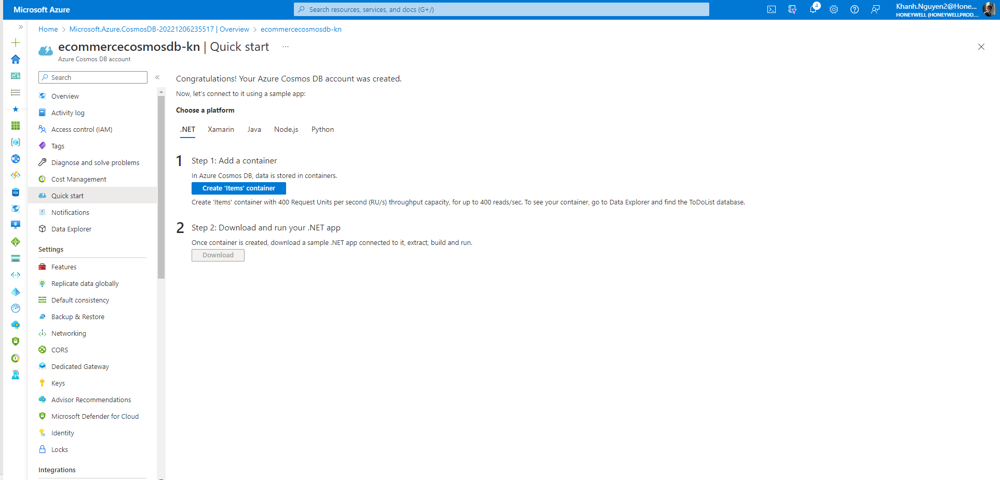 Microsoft Azure
Search resources, services, and docs (G+/)
4
Khanh.Nguyen2@Hone...
HONEYWELL (HONEYWELLPROD....
Home > Microsoft.Azure.CosmosDB-20221206235517 | Overview > ecommercecosmosdb-kn
ecommercecosmosdb-kn | Quick start ...
Azure Cosmos DB account
Search
Overview
Activity log
Access control (IAM)
Tags
Diagnose and solve problems
Cost Management
Quick start
Notifications
Data Explorer
Settings
Features
Replicate data globally
Default consistency
Backup & Restore
Networking
CORS
Dedicated Gateway
Keys
Advisor Recommendations
Microsoft Defender for Cloud
Identity
Locks
Integrations
Congratulations! Your Azure Cosmos DB account was created.
Now, let's connect to it using a sample app:
Choose a platform
.NET Xamarin Java Node.js Python
1 Step 1: Add a container
In Azure Cosmos DB, data is stored in containers.
Create 'Items' container
Create 'Items' container with 400 Request Units per second (RU/s) throughput capacity, for up to 400 reads/sec. To see your container, go to Data Explorer and find the ToDoList database.
2 Step 2: Download and run your .NET app
Once container is created, download a sample .NET app connected to it, extract, build and run.
Download